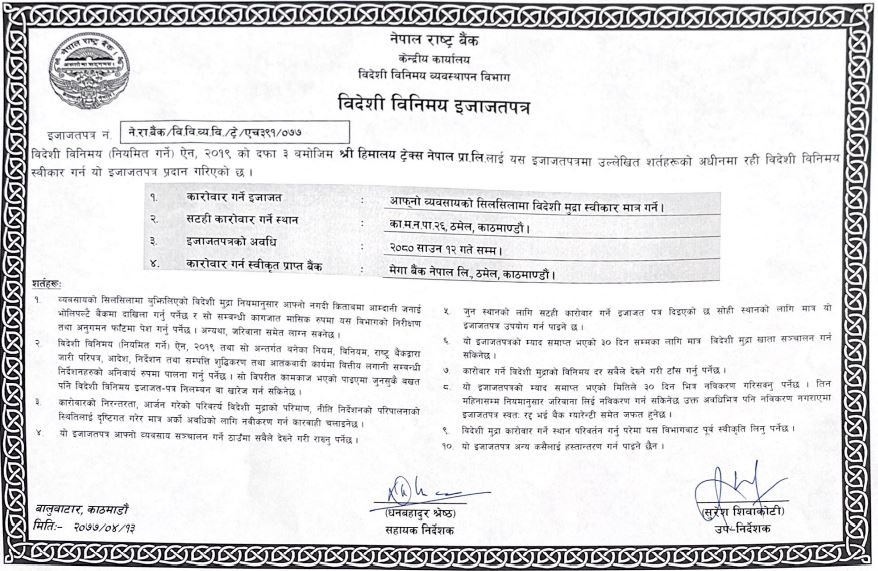 नेपाल राष्ट्र बैंक
केन्द्रीय कार्यालय
विदेशी विनिमय व्यवस्थापन विभाग
विदेशी विनिमय इजाजतपत्र
इजाजतपत्र नं. ने.रा.बैंक/वि.वि.व्य.वि./ट्रे/एच३९१/०७७
विदेशी विनिमय (नियमित गर्ने) ऐन, २०१९ को दफा ३ बमोजिम श्री हिमालय ट्रेक्स नेपाल प्रा.लि.लाई यस इजाजतपत्रमा उल्लेखित शर्तहरूको अधीनमा रही विदेशी विनिमय
स्वीकार गर्न यो इजाजतपत्र प्रदान गरिएको छ ।
१. कारोवार गर्ने इजाजत : आफ्नो व्यवसायको सिलसिलामा विदेशी मुद्रा स्वीकार मात्र गर्ने।
२. सटही कारोवार गर्ने स्थान : का.म.न.पा.२६, ठमेल, काठमाण्डौ।
३. इजाजतपत्रको अवधि : २०८० साउन १२ गते सम्म।
४. कारोवार गर्न स्वीकृत प्राप्त बैंक : मेगा बैंक नेपाल लि., ठमेल, काठमाण्डौ।
शर्तहरू:
१. व्यवसायको सिलसिलामा बुझिलिएको विदेशी मुद्रा नियमानुसार आफ्नो नगदी किताबमा आम्दानी जनाई
भोलिपल्टै बैंकमा दाखिला गर्नु पर्नेछ र सो सम्बन्धी कागजात मासिक रुपमा यस विभागको निरीक्षण
तथा अनुगमन फाँटमा पेश गर्नु पर्नेछ । अन्यथा, जरिवाना समेत लाग्न सक्नेछ ।
२. विदेशी विनिमय (नियमित गर्ने) ऐन, २०१९ तथा सो अन्तर्गत बनेका नियम, विनियम, राष्ट्र बैंकद्वारा
जारी परिपत्र, आदेश, निर्देशन तथा सम्पत्ति शुद्धिकरण तथा आतंकवादी कार्यमा वित्तीय लगानी सम्बन्धी
निर्देशनहरुको अनिवार्य रुपमा पालना गर्नु पर्नेछ । सो विपरीत कामकाज भएको पाइएमा जुनसुकै बखत
पनि विदेशी विनिमय इजाजत-पत्र निलम्बन वा खारेज गर्न सकिनेछ ।
३. कारोबारको निरन्तरता, आर्जन गरेको परिवर्त्य विदेशी मुद्राको परिमाण, नीति निर्देशनको परिपालनाको
स्थितिलाई दृष्टिगत गरेर मात्र अर्को अवधिको लागि नवीकरण गर्न कारबाही चलाइनेछ ।
४. यो इजाजतपत्र आफ्नो व्यवसाय सञ्चालन गर्ने ठाउँमा सबैले देख्ने गरी राख्नु पर्नेछ ।
५. जुन स्थानको लागि सटही कारोवार गर्ने इजाजत पत्र दिइएको छ सोही स्थानको लागि मात्र यो
इजाजतपत्र उपयोग गर्न पाइने छ ।
६. यो इजाजतपत्रको म्याद समाप्त भएको ३० दिन सम्मका लागि मात्र विदेशी मुद्रा खाता सञ्चालन गर्न
सकिनेछ ।
७. कारोवार गर्ने विदेशी मुद्राको विनिमय दर सबैले देख्ने गरी टाँस गर्नु पर्नेछ ।
८. यो इजाजतपत्रको म्याद समाप्त भएको मितिले ३० दिन भित्र नविकरण गरिसक्नु पर्नेछ । तिन
महिनासम्म नियमानुसार जरिवाना लिई नविकरण गर्न सकिनेछ उक्त अवधिभित्र पनि नविकरण नगराएमा
इजाजतपत्र स्वतः रद्द भई बैंक ग्यारेन्टी समेत जफत हुनेछ ।
९. विदेशी मुद्रा कारोवार गर्ने स्थान परिवर्तन गर्नु परेमा यस विभागबाट पूर्व स्वीकृति लिनु पर्नेछ ।
१०. यो इजाजतपत्र अन्य कसैलाई हस्तान्तरण गर्न पाइने छैन ।
(धनबहादुर श्रेष्ठ)
सहायक निर्देशक
(सुरेश शिवाकोटी)
उप-निर्देशक
बालुवाटार, काठमाडौं
मिति:- २०७७/०४/१३